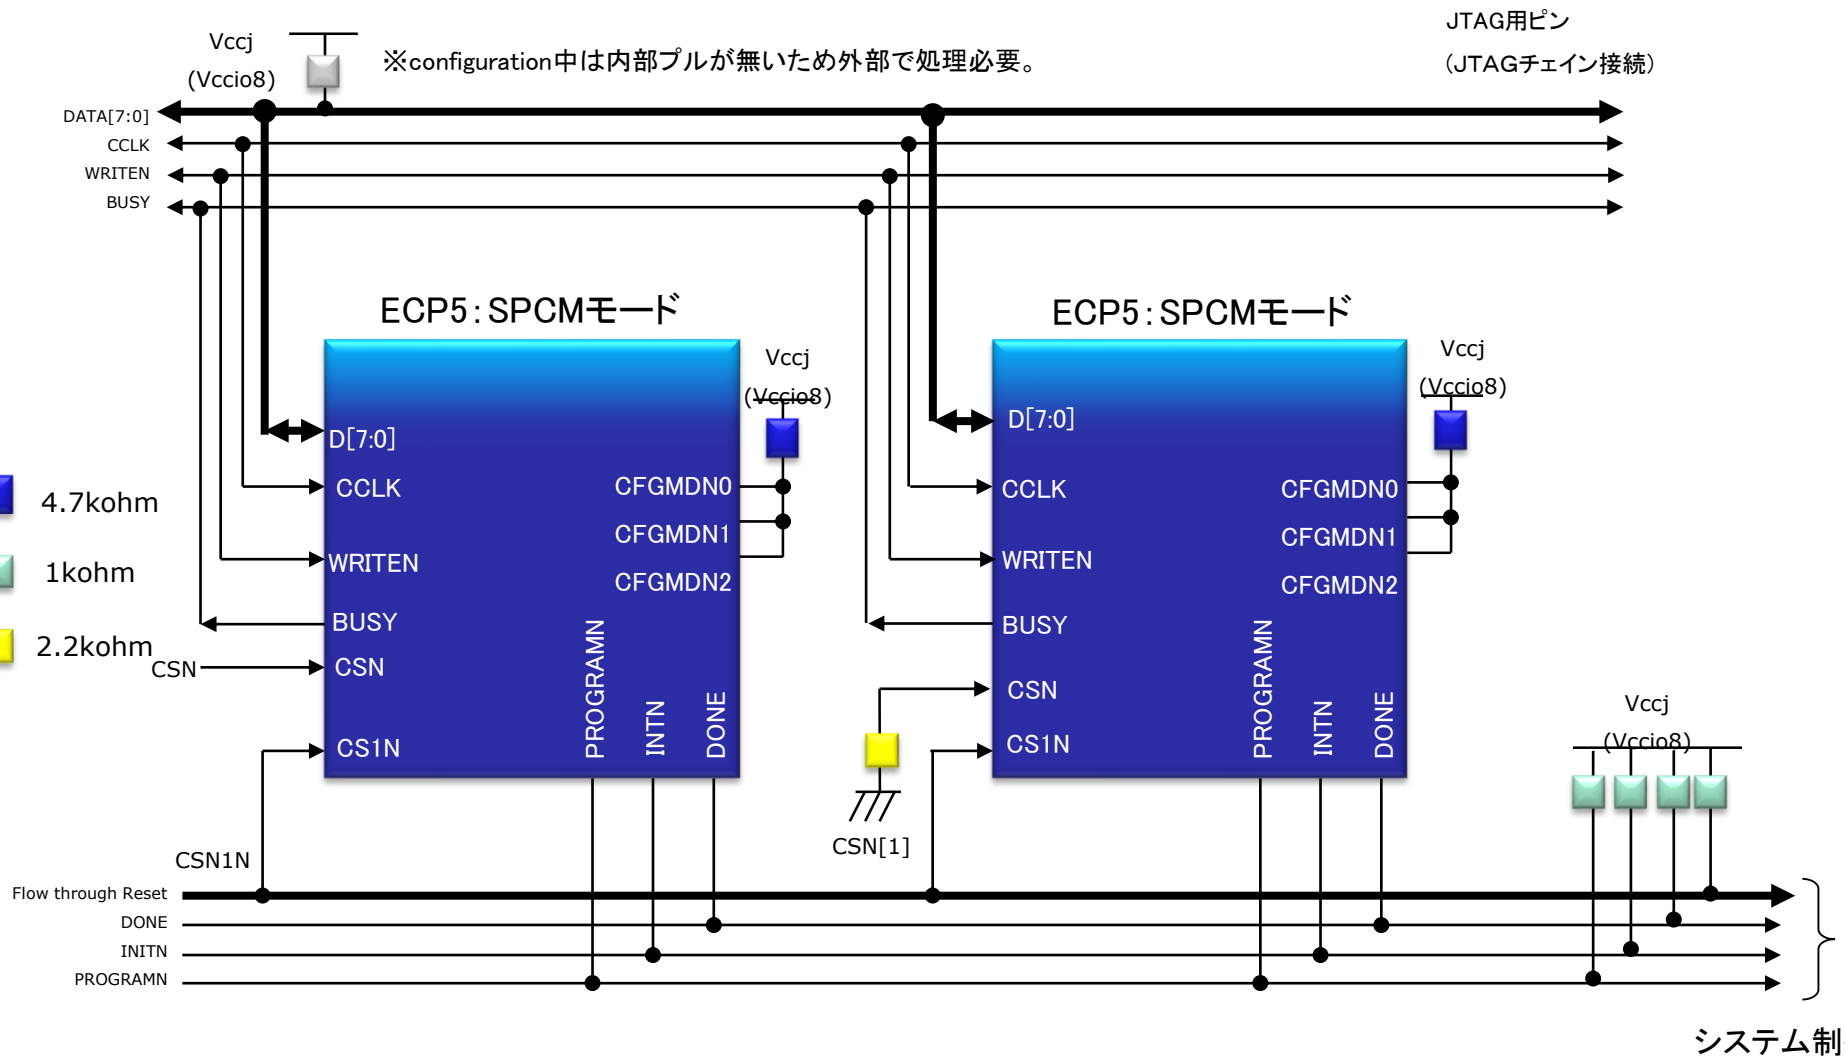 JTAG用ピン
(JTAGチェイン接続)
Vccj
(Vccio8)
※configuration中は内部プルが無いため外部で処理必要。
DATA[7:0]
CCLK
WRITEN
BUSY
ECP5：SPCMモード
ECP5：SPCMモード
Vccj
(Vccio8)
Vccj
(Vccio8)
D[7:0]
CCLK
WRITEN
BUSY
CSN
CS1N
CFGMDN0
CFGMDN1
CFGMDN2
PROGRAMN
INTN
DONE
D[7:0]
CCLK
WRITEN
BUSY
CSN
CS1N
CFGMDN0
CFGMDN1
CFGMDN2
PROGRAMN
INTN
DONE
4.7kohm
1kohm
2.2kohm
CSN
Vccj
(Vccio8)
CSN[1]
CSN1N
Flow through Reset
DONE
INITN
PROGRAMN
システム制